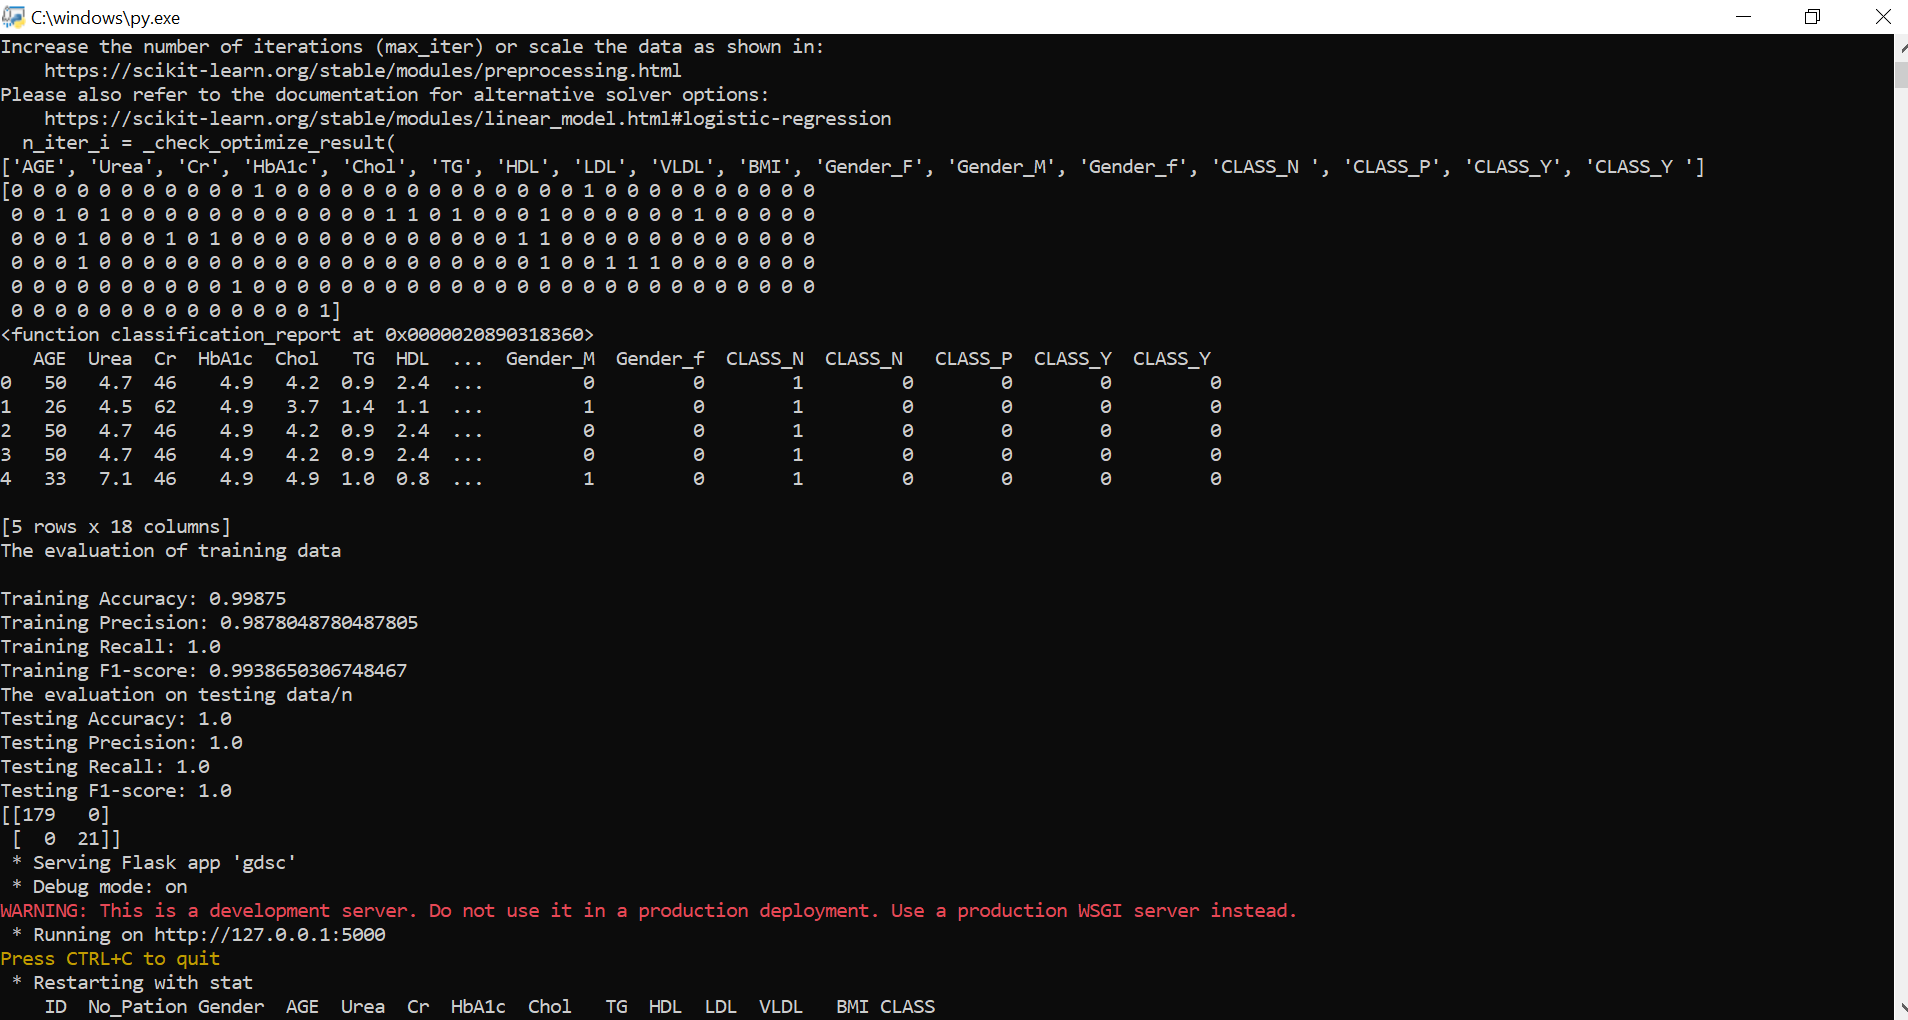 C:\windows\py.exe
Increase the number of iterations (max_iter) or scale the data as shown in:
    https://scikit-learn.org/stable/modules/preprocessing.html
Please also refer to the documentation for alternative solver options:
    https://scikit-learn.org/stable/modules/linear_model.html#logistic-regression
  n_iter_i = _check_optimize_result(
['AGE', 'Urea', 'Cr', 'HbA1c', 'Chol', 'TG', 'HDL', 'LDL', 'VLDL', 'BMI', 'Gender_F', 'Gender_M', 'Gender_f', 'CLASS_N ', 'CLASS_P', 'CLASS_Y', 'CLASS_Y ']
[0 0 0 0 0 0 0 0 0 0 0 1 0 0 0 0 0 0 0 0 0 0 0 0 0 0 1 0 0 0 0 0 0 0 0 0 0
 0 0 1 0 1 0 0 0 0 0 0 0 0 0 0 0 0 1 1 0 1 0 0 0 1 0 0 0 0 0 0 1 0 0 0 0 0
 0 0 0 1 0 0 0 1 0 1 0 0 0 0 0 0 0 0 0 0 0 0 0 1 1 0 0 0 0 0 0 0 0 0 0 0 0
 0 0 0 1 0 0 0 0 0 0 0 0 0 0 0 0 0 0 0 0 0 0 0 0 1 0 0 1 1 1 0 0 0 0 0 0 0
 0 0 0 0 0 0 0 0 0 0 1 0 0 0 0 0 0 0 0 0 0 0 0 0 0 0 0 0 0 0 0 0 0 0 0 0 0
 0 0 0 0 0 0 0 0 0 0 0 0 0 0 1]
<function classification_report at 0x0000020890318360>
   AGE  Urea  Cr  HbA1c  Chol   TG  HDL  ...  Gender_M  Gender_f  CLASS_N  CLASS_N   CLASS_P  CLASS_Y  CLASS_Y
0   50   4.7  46    4.9   4.2  0.9  2.4  ...         0         0        1         0        0        0         0
1   26   4.5  62    4.9   3.7  1.4  1.1  ...         1         0        1         0        0        0         0
2   50   4.7  46    4.9   4.2  0.9  2.4  ...         0         0        1         0        0        0         0
3   50   4.7  46    4.9   4.2  0.9  2.4  ...         0         0        1         0        0        0         0
4   33   7.1  46    4.9   4.9  1.0  0.8  ...         1         0        1         0        0        0         0
[5 rows x 18 columns]
The evaluation of training data
Training Accuracy: 0.99875
Training Precision: 0.9878048780487805
Training Recall: 1.0
Training F1-score: 0.9938650306748467
The evaluation on testing data/n
Testing Accuracy: 1.0
Testing Precision: 1.0
Testing Recall: 1.0
Testing F1-score: 1.0
[[179   0]
 [  0  21]]
 * Serving Flask app 'gdsc'
 * Debug mode: on
WARNING: This is a development server. Do not use it in a production deployment. Use a production WSGI server instead.
 * Running on http://127.0.0.1:5000
Press CTRL+C to quit
 * Restarting with stat
    ID  No_Pation Gender  AGE  Urea  Cr  HbA1c  Chol   TG  HDL  LDL  VLDL   BMI CLASS